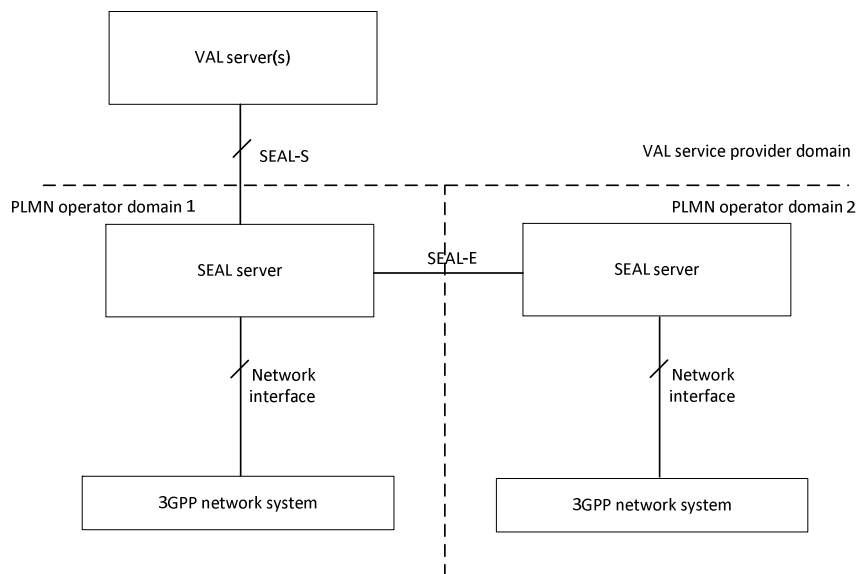 VAL server(s)
SEAL-S
VAL service provider domain
PLMN operator domain 1
PLMN operator domain 2
SEAL server
SEAL-E
SEAL server
Network
interface
Network
interface
3GPP network system
3GPP network system